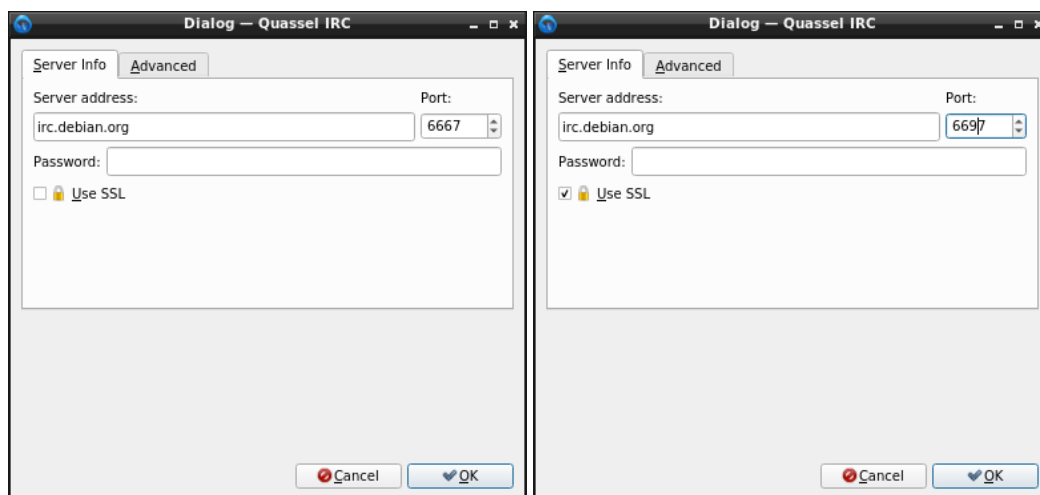 Dialog — Quassel IRC
Server Info Advanced
Server address: Port:
irc.debian.org 6667
Password:
Use SSL
Cancel OK
Dialog — Quassel IRC
Server Info Advanced
Server address: Port:
irc.debian.org 6697
Password:
Use SSL
Cancel OK